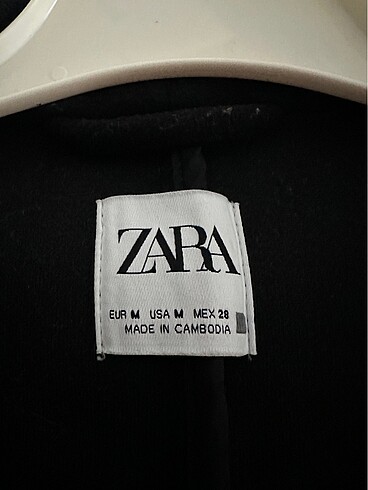 ZARA
EUR M USA M MEX 28
MADE IN CAMBODIA